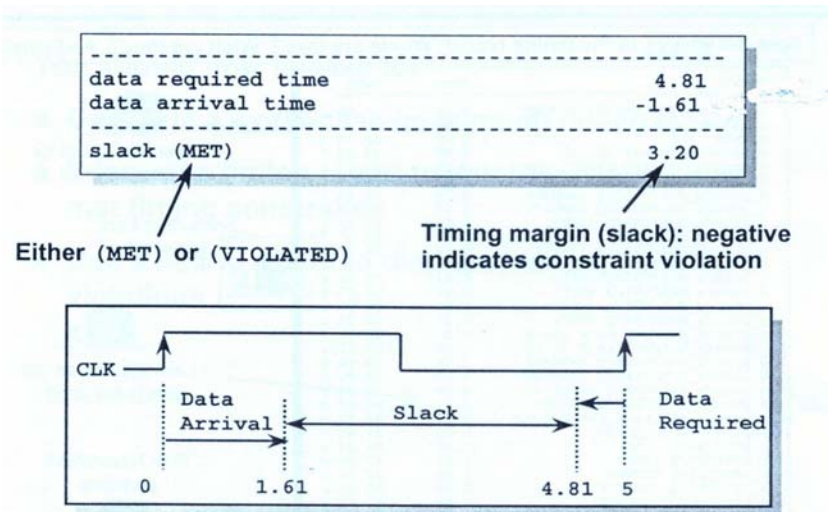 data required time 4.81
data arrival time -1.61
slack (MET) 3.20
Either (MET) or (VIOLATED)
Timing margin (slack): negative
indicates constraint violation
CLK
Data
Arrival
Slack
Data
Required
0 1.61 4.81 5